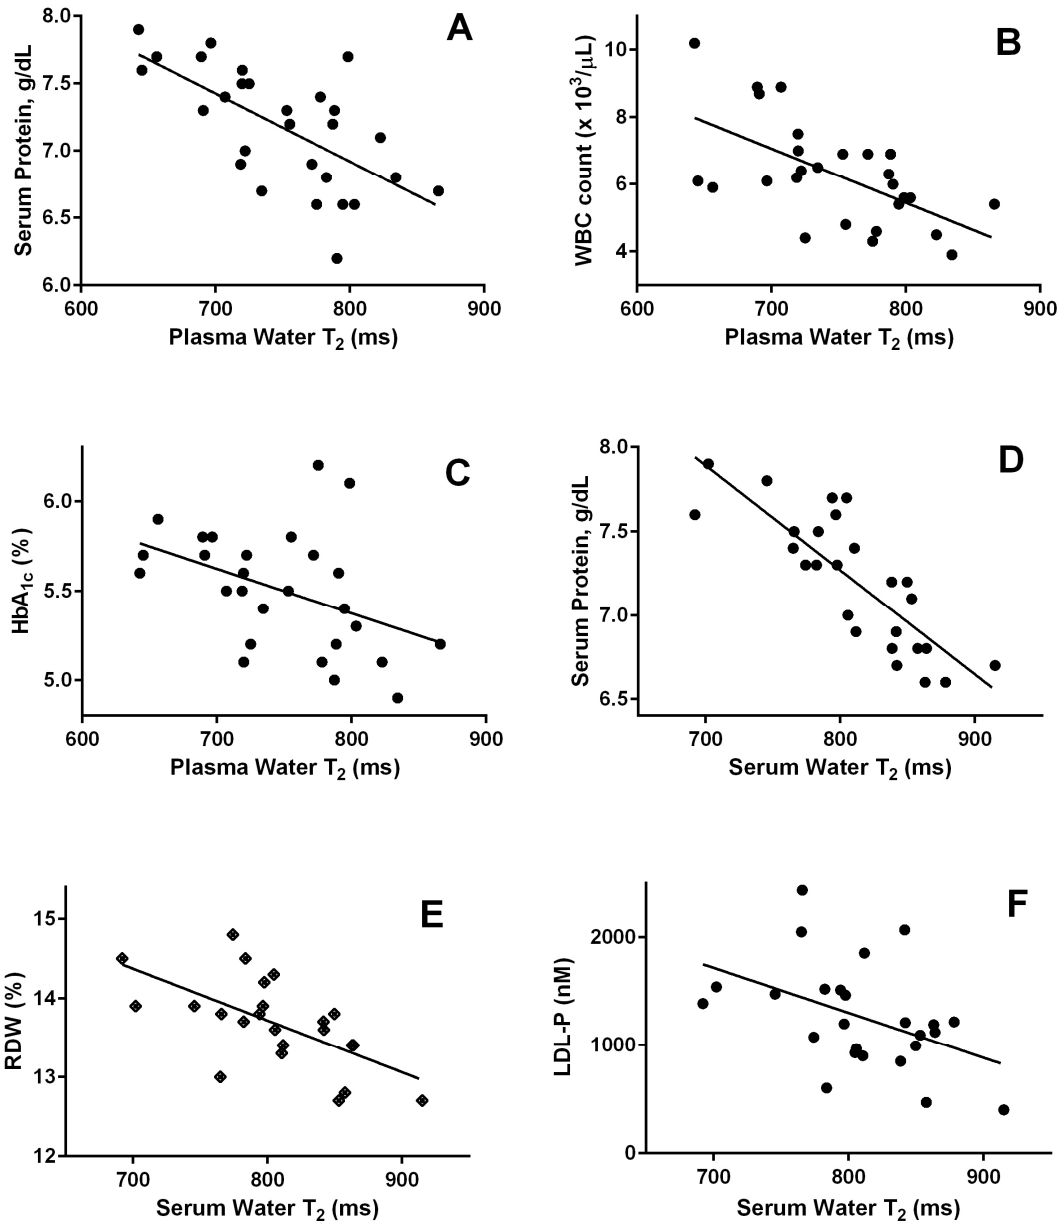 A
Serum Protein, g/dL
8.0
7.5
7.0
6.5
6.0
600 700 800 900
Plasma Water T2 (ms)
B
WBC count (x 10³/μL)
10
8
6
4
600 700 800 900
Plasma Water T2 (ms)
C
HbA1c (%)
6.0
5.5
5.0
600 700 800 900
Plasma Water T2 (ms)
D
Serum Protein, g/dL
8.0
7.5
7.0
6.5
700 800 900
Serum Water T2 (ms)
E
RDW (%)
15
14
13
12
700 800 900
Serum Water T2 (ms)
F
LDL-P (nM)
2000
1000
0
700 800 900
Serum Water T2 (ms)